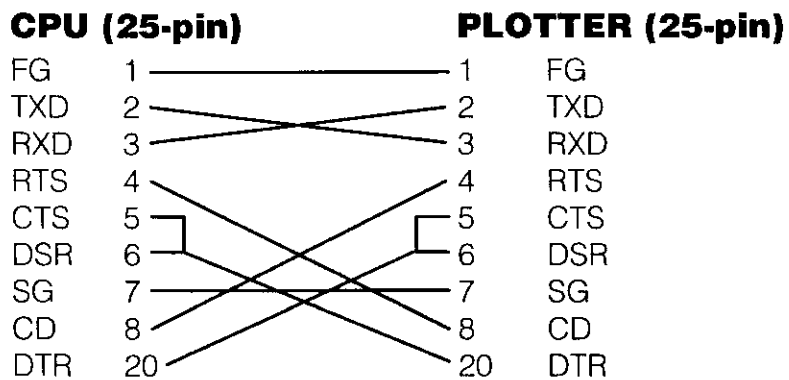 CPU (25-pin) PLOTTER (25-pin)
FG 1 1 FG
TXD 2 2 TXD
RXD 3 3 RXD
RTS 4 4 RTS
CTS 5 5 CTS
DSR 6 6 DSR
SG 7 7 SG
CD 8 8 CD
DTR 20 20 DTR